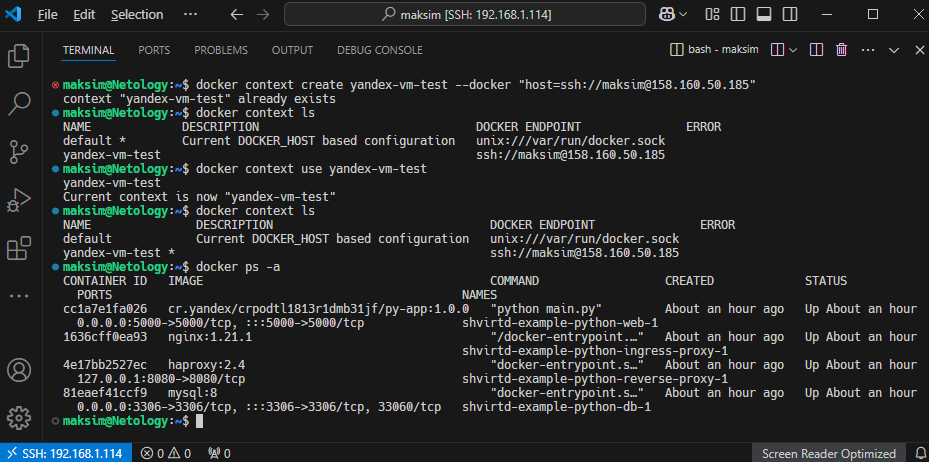 File Edit Selection ··· maksim [SSH: 192.168.1.114]
TERMINAL PORTS PROBLEMS OUTPUT DEBUG CONSOLE bash - maksim
maksim@Netology:~$ docker context create yandex-vm-test --docker "host=ssh://maksim@158.160.50.185"
context "yandex-vm-test" already exists
maksim@Netology:~$ docker context ls
NAME DESCRIPTION DOCKER ENDPOINT ERROR
default * Current DOCKER_HOST based configuration unix:///var/run/docker.sock
yandex-vm-test ssh://maksim@158.160.50.185
maksim@Netology:~$ docker context use yandex-vm-test
yandex-vm-test
Current context is now "yandex-vm-test"
maksim@Netology:~$ docker context ls
NAME DESCRIPTION DOCKER ENDPOINT ERROR
default Current DOCKER_HOST based configuration unix:///var/run/docker.sock
yandex-vm-test * ssh://maksim@158.160.50.185
maksim@Netology:~$ docker ps -a
CONTAINER ID IMAGE COMMAND CREATED STATUS
PORTS NAMES
cc1a7e1fa026 cr.yandex/crpodtl1813r1dmb31jf/py-app:1.0.0 "python main.py" About an hour ago Up About an hour
0.0.0.0:5000->5000/tcp, :::5000->5000/tcp shvirtd-example-python-web-1
1636cff0ea93 nginx:1.21.1 "/docker-entrypoint.…" About an hour ago Up About an hour
shvirtd-example-python-ingress-proxy-1
4e17bb2527ec haproxy:2.4 "docker-entrypoint.s…" About an hour ago Up About an hour
127.0.0.1:8080->8080/tcp shvirtd-example-python-reverse-proxy-1
81eaef41ccf9 mysql:8 "docker-entrypoint.s…" About an hour ago Up About an hour
0.0.0.0:3306->3306/tcp, :::3306->3306/tcp, 33060/tcp shvirtd-example-python-db-1
maksim@Netology:~$
SSH: 192.168.1.114 0 0 0 Screen Reader Optimized